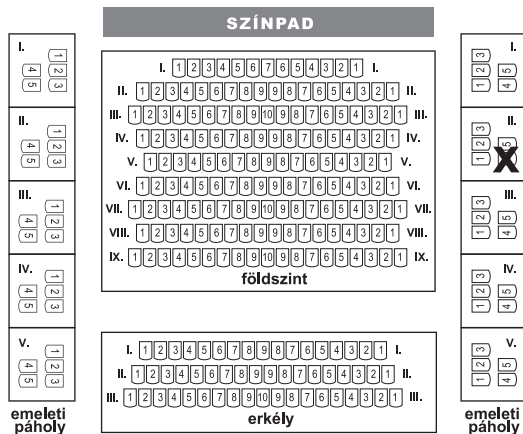 SZÍNPAD
I. 1 2 3 4 5 6 7 6 5 4 3 2 1 I.
II. 1 2 3 4 5 6 7 8 9 9 8 7 6 5 4 3 2 1 II.
III. 1 2 3 4 5 6 7 8 9 10 9 8 7 6 5 4 3 2 1 III.
IV. 1 2 3 4 5 6 7 8 9 9 8 7 6 5 4 3 2 1 IV.
V. 1 2 3 4 5 6 7 8 9 8 7 6 5 4 3 2 1 V.
VI. 1 2 3 4 5 6 7 8 9 9 8 7 6 5 4 3 2 1 VI.
VII. 1 2 3 4 5 6 7 8 9 10 9 8 7 6 5 4 3 2 1 VII.
VIII. 1 2 3 4 5 6 7 8 9 9 8 7 6 5 4 3 2 1 VIII.
IX. 1 2 3 4 5 6 7 8 9 10 9 8 7 6 5 4 3 2 1 IX.
földszint
I. 1 2 3 4 5 6 7 8 9 8 7 6 5 4 3 2 1 I.
II. 1 2 3 4 5 6 7 8 9 9 8 7 6 5 4 3 2 1 II.
III. 1 2 3 4 5 6 7 8 9 10 9 8 7 6 5 4 3 2 1 III.
erkély
I.
1
4 2
5 3
II.
1
4 2
5 3
III.
1
4 2
5 3
IV.
1
4 2
5 3
V.
1
4 2
5 3
emeleti
páholy
I.
3
2 5
1 4
II.
3
2 5
1 X
III.
3
2 5
1 4
IV.
3
2 5
1 4
V.
3
2 5
1 4
emeleti
páholy